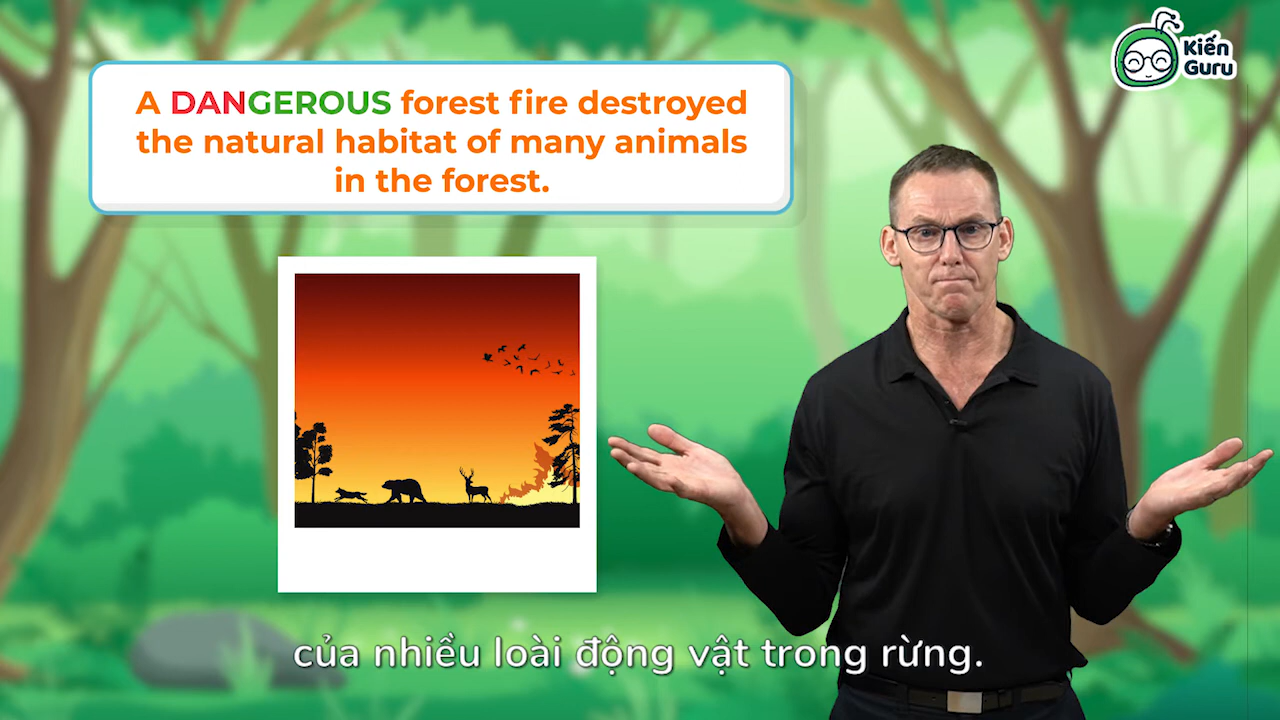 Kiến
Guru
A DANGEROUS forest fire destroyed
the natural habitat of many animals
in the forest.
của nhiều loài động vật trong rừng.